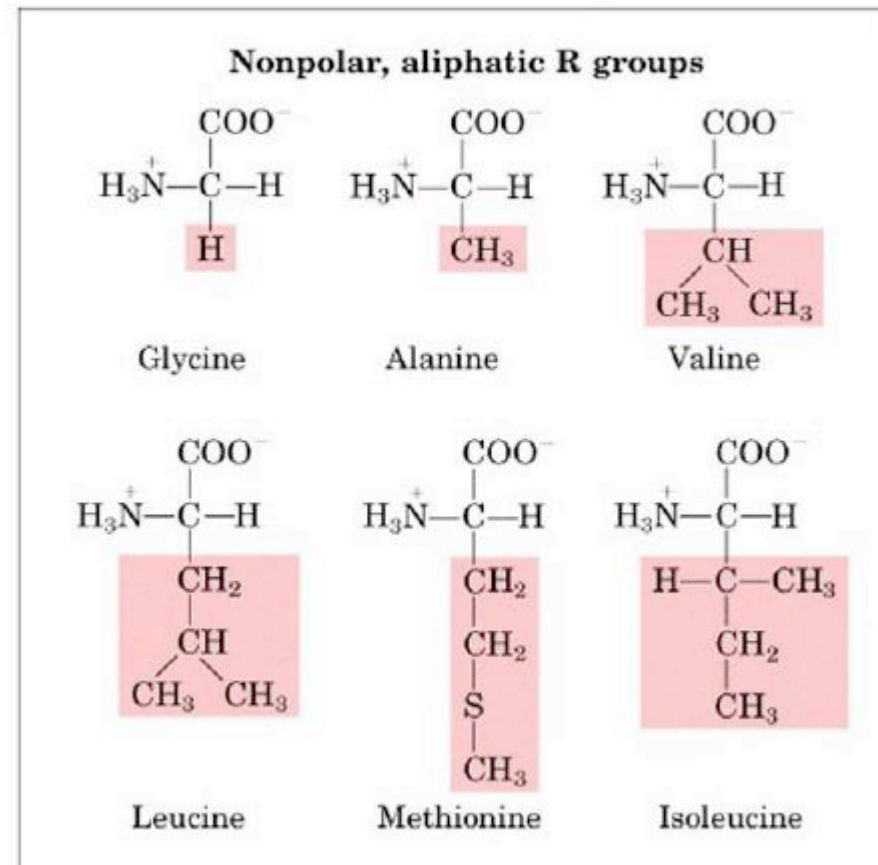 Nonpolar, aliphatic R groups
COO⁻ COO⁻ COO⁻
H₃N⁺—C—H H₃N⁺—C—H H₃N⁺—C—H
H CH₃ CH
CH₃ CH₃
Glycine Alanine Valine
COO⁻ COO⁻ COO⁻
H₃N⁺—C—H H₃N⁺—C—H H₃N⁺—C—H
CH₂ CH₂ H—C—CH₃
CH CH₂ CH₂
CH₃ CH₃ S CH₃
CH₃
Leucine Methionine Isoleucine